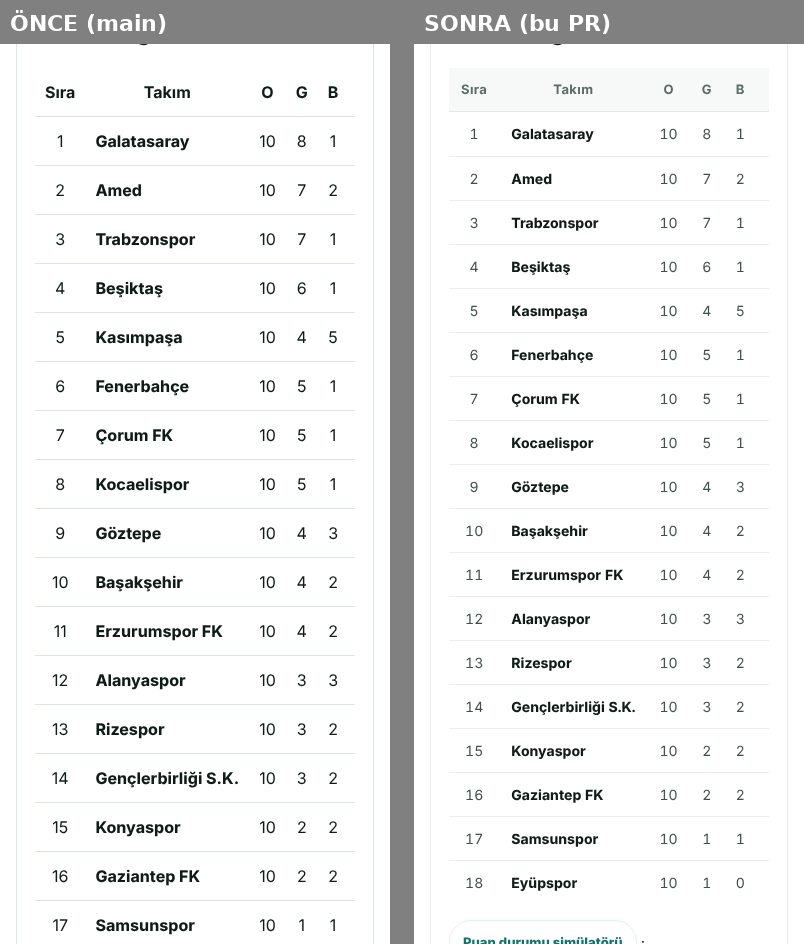 ÖNCE (main)
Sıra Takım O G B
1 Galatasaray 10 8 1
2 Amed 10 7 2
3 Trabzonspor 10 7 1
4 Beşiktaş 10 6 1
5 Kasımpaşa 10 4 5
6 Fenerbahçe 10 5 1
7 Çorum FK 10 5 1
8 Kocaelispor 10 5 1
9 Göztepe 10 4 3
10 Başakşehir 10 4 2
11 Erzurumspor FK 10 4 2
12 Alanyaspor 10 3 3
13 Rizespor 10 3 2
14 Gençlerbirliği S.K. 10 3 2
15 Konyaspor 10 2 2
16 Gaziantep FK 10 2 2
17 Samsunspor 10 1 1
SONRA (bu PR)
Sıra Takım O G B
1 Galatasaray 10 8 1
2 Amed 10 7 2
3 Trabzonspor 10 7 1
4 Beşiktaş 10 6 1
5 Kasımpaşa 10 4 5
6 Fenerbahçe 10 5 1
7 Çorum FK 10 5 1
8 Kocaelispor 10 5 1
9 Göztepe 10 4 3
10 Başakşehir 10 4 2
11 Erzurumspor FK 10 4 2
12 Alanyaspor 10 3 3
13 Rizespor 10 3 2
14 Gençlerbirliği S.K. 10 3 2
15 Konyaspor 10 2 2
16 Gaziantep FK 10 2 2
17 Samsunspor 10 1 1
18 Eyüpspor 10 1 0
Puan durumu simülatörü